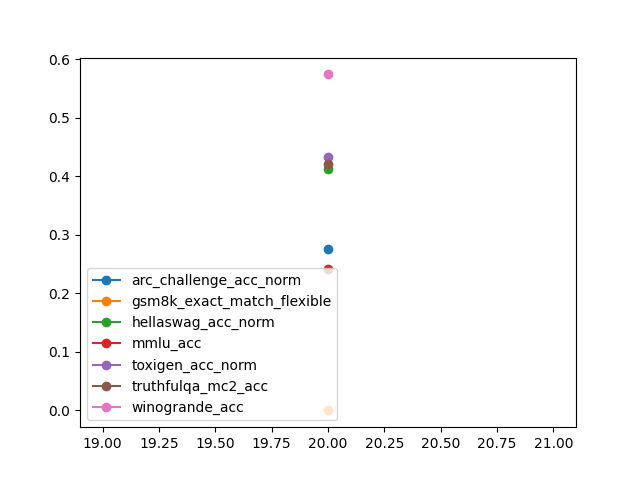 0.6
0.5
0.4
0.3
0.2
0.1
0.0
arc_challenge_acc_norm
gsm8k_exact_match_flexible
hellaswag_acc_norm
mmlu_acc
toxigen_acc_norm
truthfulqa_mc2_acc
winogrande_acc
19.00 19.25 19.50 19.75 20.00 20.25 20.50 20.75 21.00